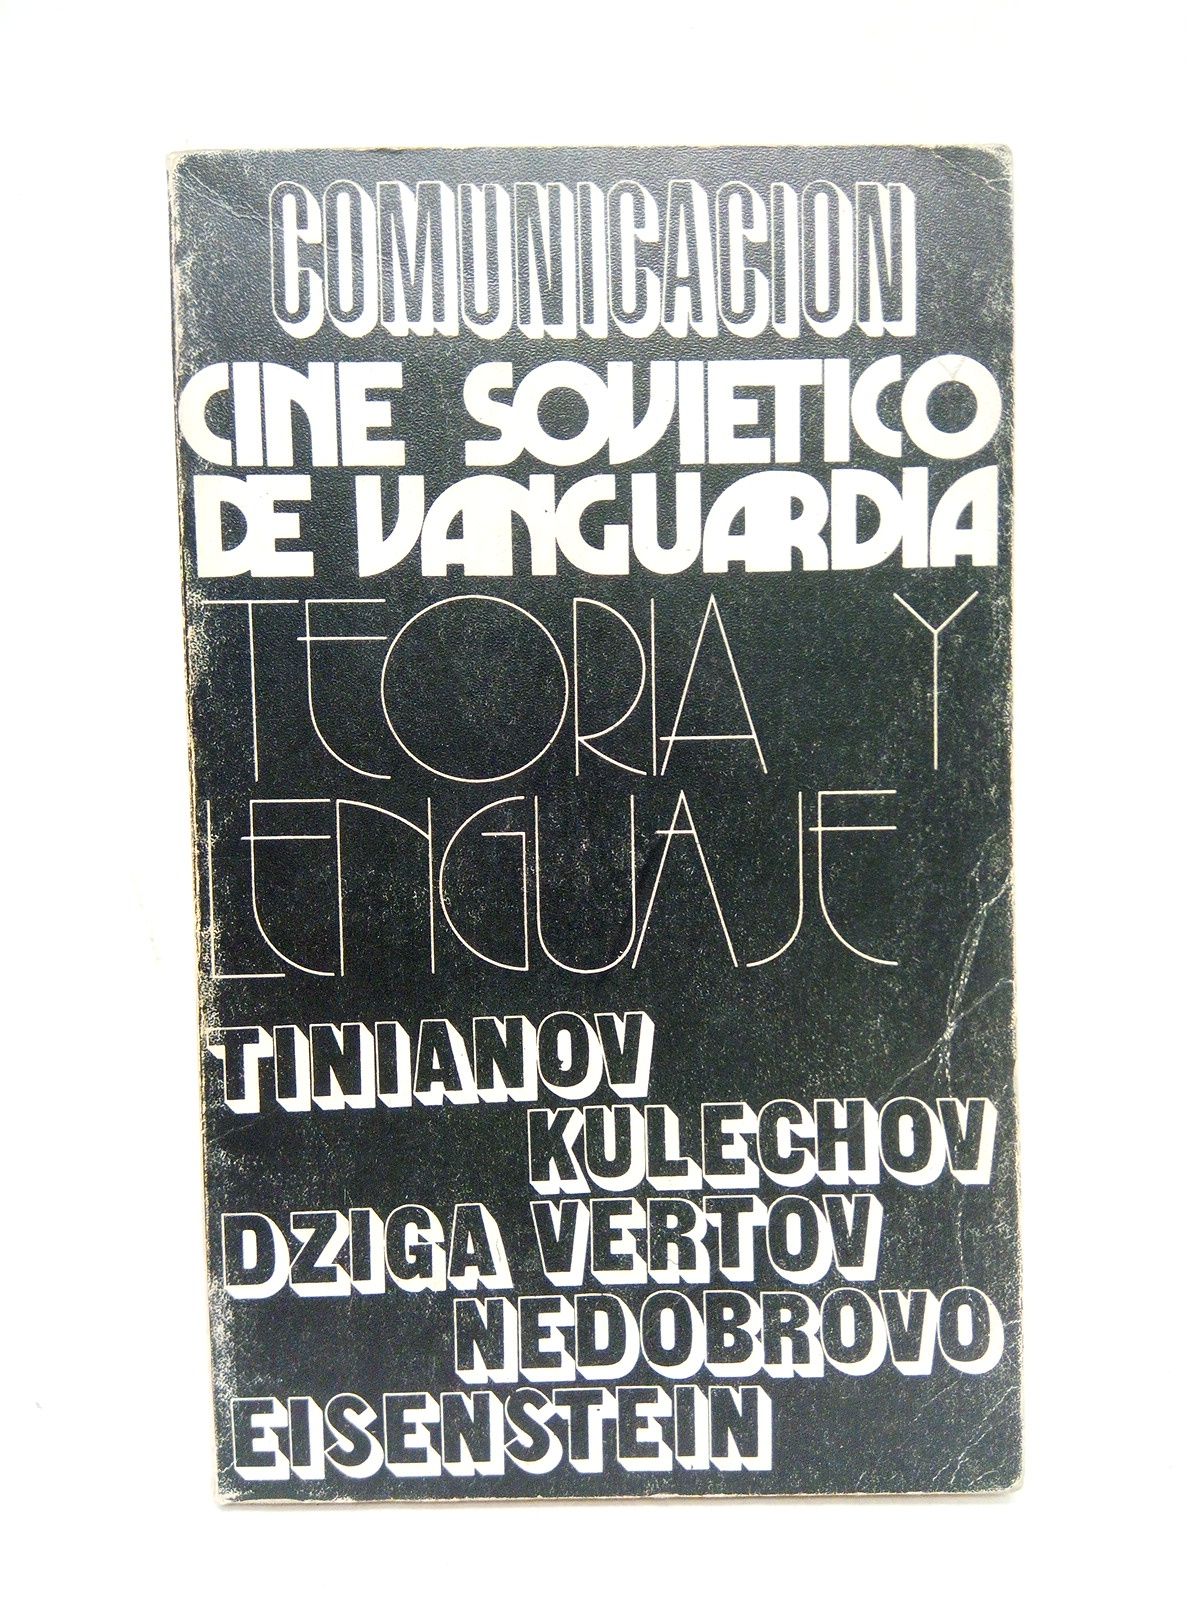 COMUNICACION
CINE SOVIETICO
DE VANGUARDIA
TEORIA Y
LENGUAJE
TINIANOV
KULECHOV
DZIGA VERTOV
NEDOBROVO
EISENSTEIN